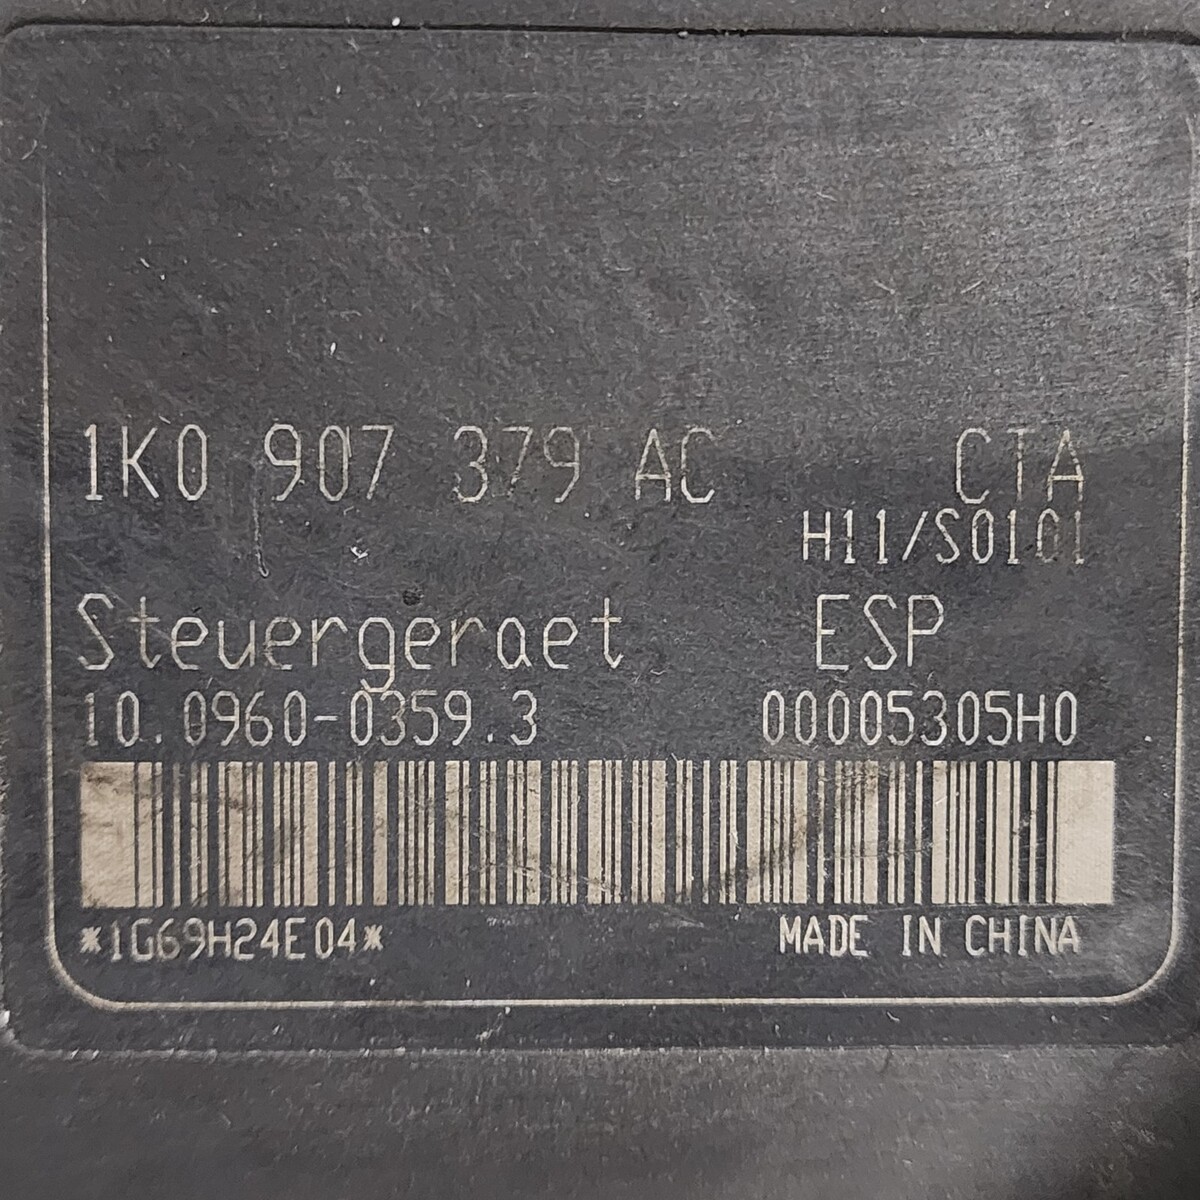 1K0 907 379 AC CTA
H11/S0101
Steuergeraet ESP
10.0960-0359.3 00005305H0
*1G69H24E04* MADE IN CHINA